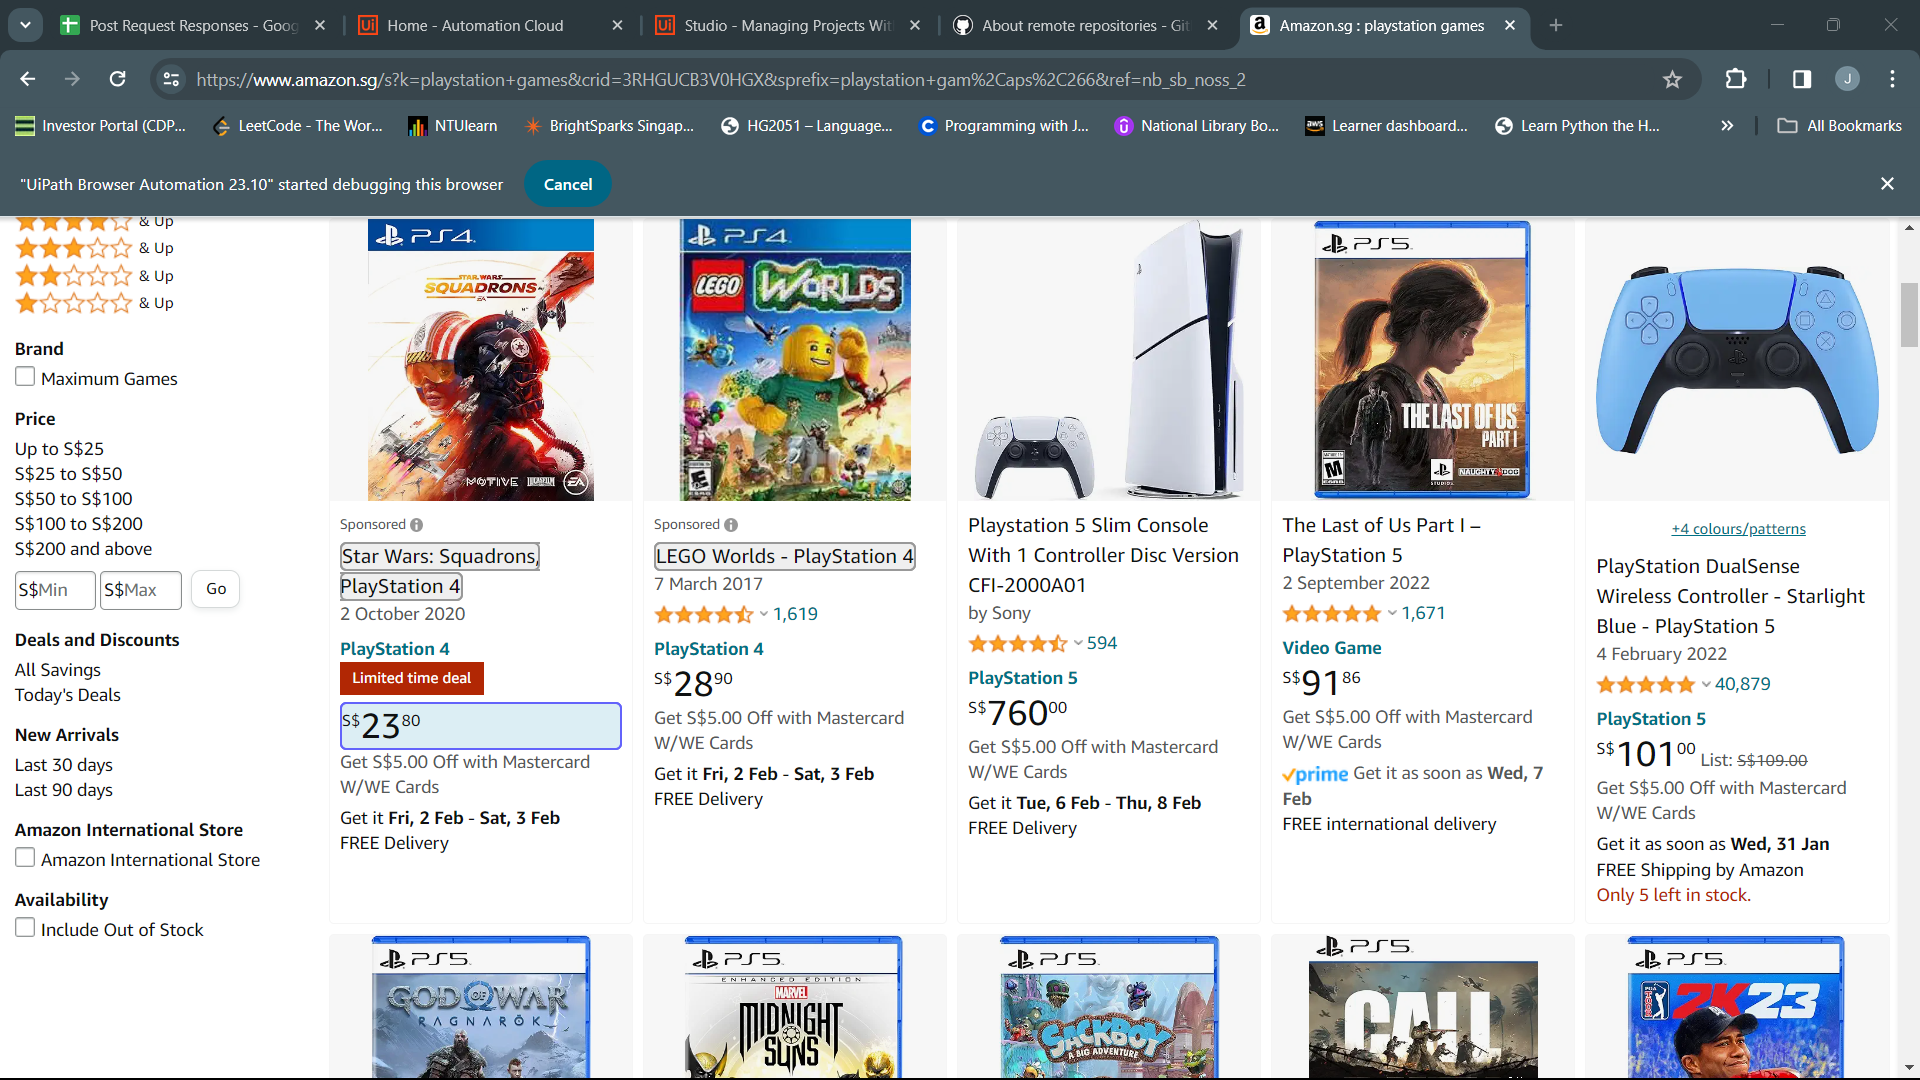 Post Request Responses - Goog
Home - Automation Cloud
Studio - Managing Projects Wit
About remote repositories - Git
Amazon.sg : playstation games
https://www.amazon.sg/s?k=playstation+games&crid=3RHGUCB3V0HGX&sprefix=playstation+gam%2Caps%2C266&ref=nb_sb_noss_2
J
Investor Portal (CDP...
LeetCode - The Wor...
NTUlearn
BrightSparks Singap...
HG2051 – Language...
Programming with J...
National Library Bo...
Learner dashboard...
Learn Python the H...
All Bookmarks
"UiPath Browser Automation 23.10" started debugging this browser
Cancel
& Up
& Up
& Up
& Up
Brand
Maximum Games
Price
Up to S$25
S$25 to S$50
S$50 to S$100
S$100 to S$200
S$200 and above
S$Min
S$Max
Go
Deals and Discounts
All Savings
Today's Deals
New Arrivals
Last 30 days
Last 90 days
Amazon International Store
Amazon International Store
Availability
Include Out of Stock
PS4
STAR WARS
SQUADRONS
MOTIVE
LUCASFILM
EA
Sponsored
Star Wars: Squadrons,
PlayStation 4
2 October 2020
PlayStation 4
Limited time deal
S$2380
Get S$5.00 Off with Mastercard
W/WE Cards
Get it Fri, 2 Feb - Sat, 3 Feb
FREE Delivery
PS4
LEGO WORLDS
Sponsored
LEGO Worlds - PlayStation 4
7 March 2017
1,619
PlayStation 4
S$2890
Get S$5.00 Off with Mastercard
W/WE Cards
Get it Fri, 2 Feb - Sat, 3 Feb
FREE Delivery
Playstation 5 Slim Console
With 1 Controller Disc Version
CFI-2000A01
by Sony
594
PlayStation 5
S$76000
Get S$5.00 Off with Mastercard
W/WE Cards
Get it Tue, 6 Feb - Thu, 8 Feb
FREE Delivery
PS5
THE LAST OF US
PART I
M
NAUGHTY DOG
The Last of Us Part I –
PlayStation 5
2 September 2022
1,671
Video Game
S$9186
Get S$5.00 Off with Mastercard
W/WE Cards
prime Get it as soon as Wed, 7
Feb
FREE international delivery
+4 colours/patterns
PlayStation DualSense
Wireless Controller - Starlight
Blue - PlayStation 5
4 February 2022
40,879
PlayStation 5
S$10100 List: S$109.00
Get S$5.00 Off with Mastercard
W/WE Cards
Get it as soon as Wed, 31 Jan
FREE Shipping by Amazon
Only 5 left in stock.
PS5
GOD OF WAR
RAGNARÖK
PS5
ENHANCED EDITION
MARVEL
MIDNIGHT
SUNS
PS5
SACKBOY
A BIG ADVENTURE
PS5
CALL
PS5
PGA TOUR
2K23